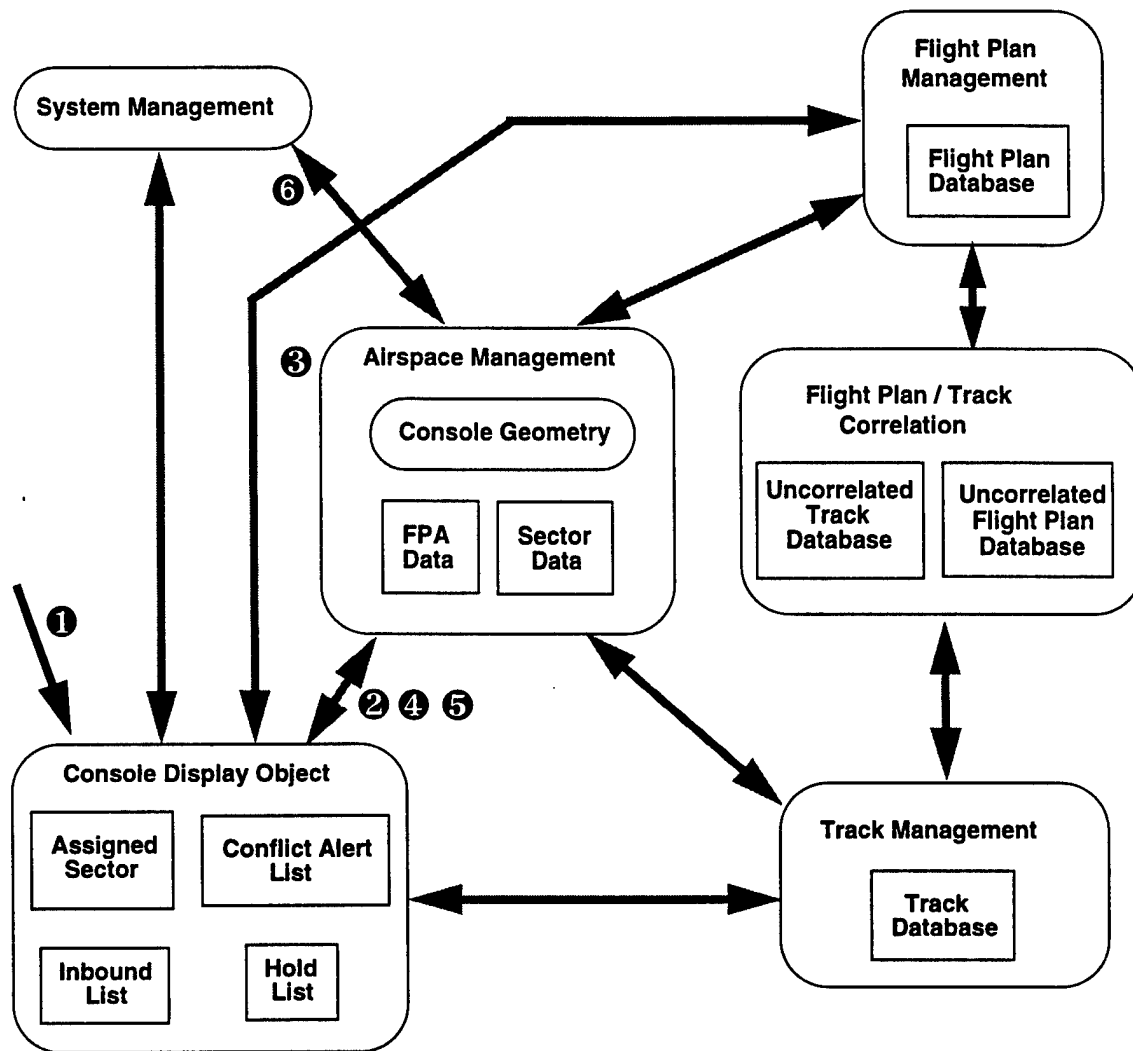 Flight Plan
Management
System Management
Flight Plan
Database
❻
❸
Airspace Management
Console Geometry
FPA
Data
Sector
Data
Flight Plan / Track
Correlation
Uncorrelated
Track
Database
Uncorrelated
Flight Plan
Database
❶
❷ ❹ ❺
Console Display Object
Assigned
Sector
Conflict Alert
List
Inbound
List
Hold
List
Track Management
Track
Database